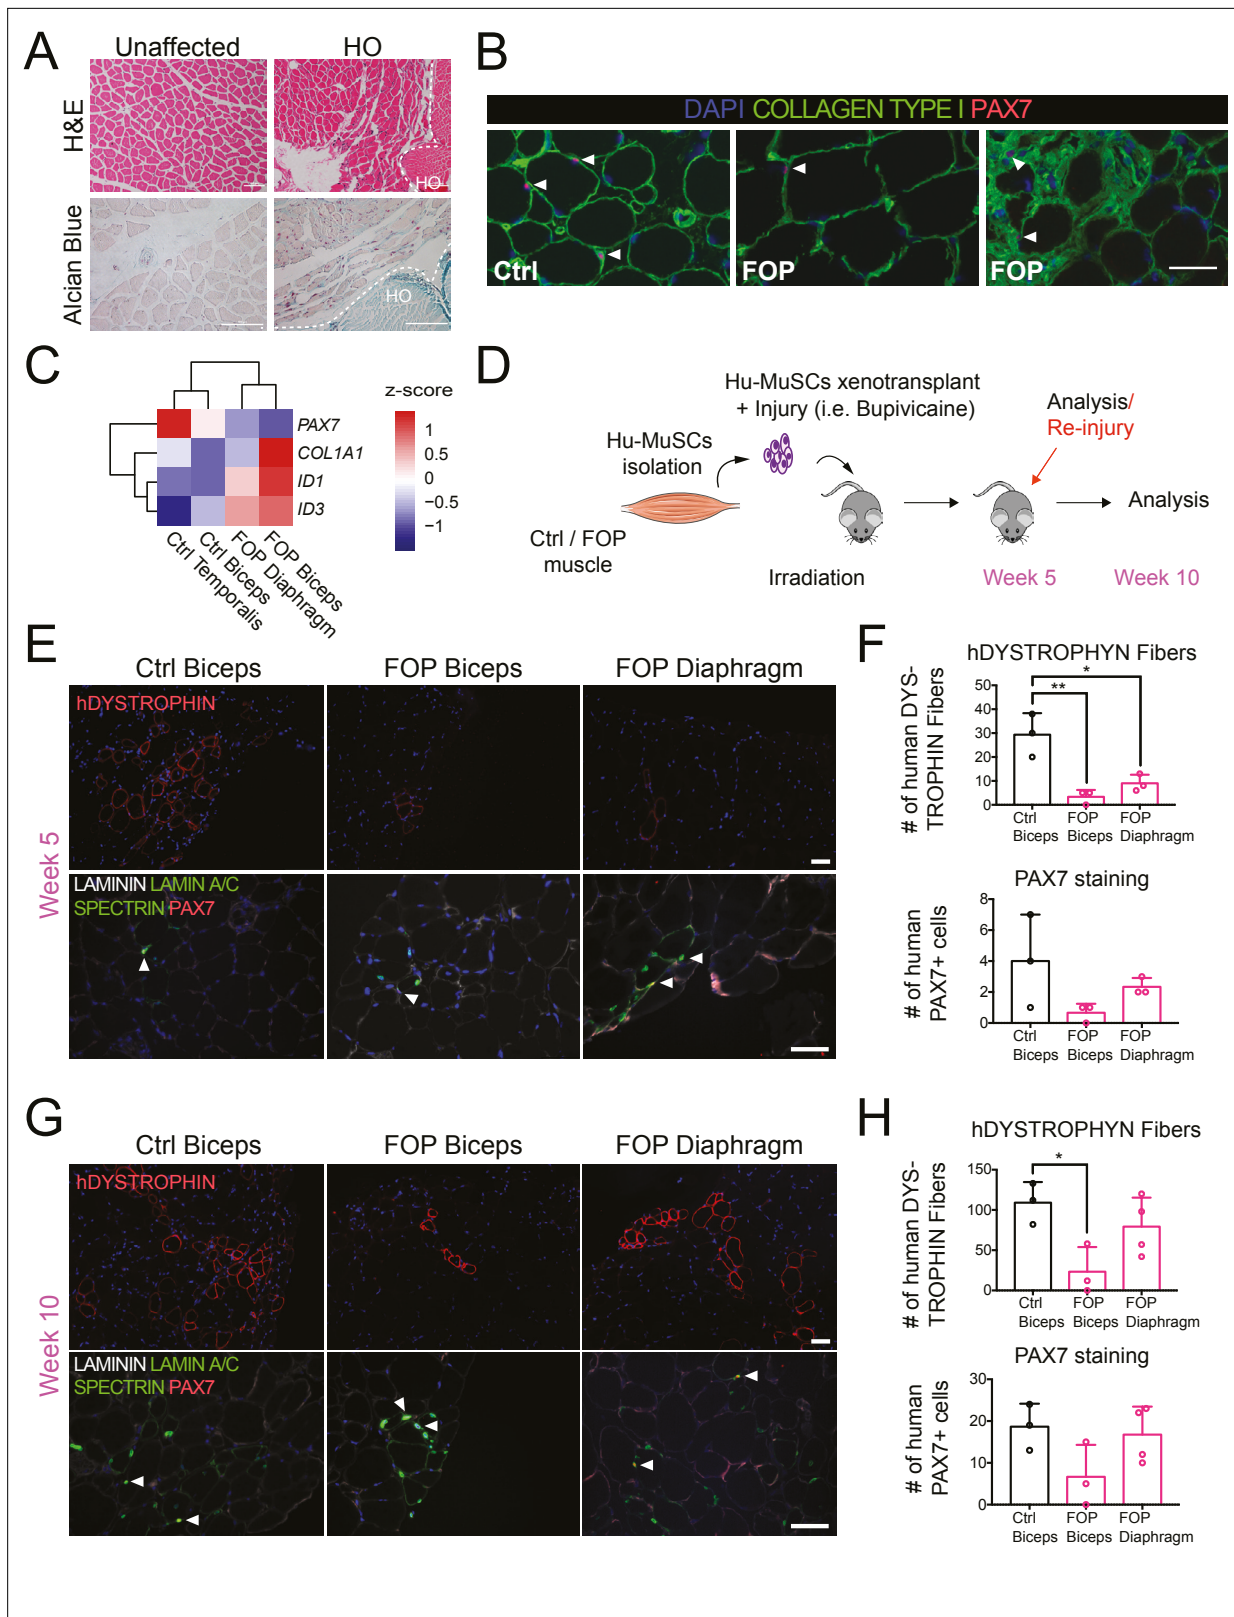 A
Unaffected
HO
H&E
HO
Alcian Blue
HO
B
DAPI COLLAGEN TYPE I PAX7
Ctrl
FOP
FOP
C
z-score
1
0.5
0
−0.5
−1
PAX7
COL1A1
ID1
ID3
Ctrl Temporalis
Ctrl Biceps
FOP Diaphragm
FOP Biceps
D
Hu-MuSCs xenotransplant
+ Injury (i.e. Bupivicaine)
Hu-MuSCs
isolation
Ctrl / FOP
muscle
Irradiation
Analysis/
Re-injury
Analysis
Week 5
Week 10
E
Ctrl Biceps
FOP Biceps
FOP Diaphragm
Week 5
hDYSTROPHIN
LAMININ LAMIN A/C
SPECTRIN PAX7
F
hDYSTROPHYN Fibers
# of human DYS-
TROPHIN Fibers
50
40
30
20
10
0
*
**
Ctrl
Biceps
FOP
Biceps
FOP
Diaphragm
PAX7 staining
# of human
PAX7+ cells
8
6
4
2
0
Ctrl
Biceps
FOP
Biceps
FOP
Diaphragm
G
Ctrl Biceps
FOP Biceps
FOP Diaphragm
Week 10
hDYSTROPHIN
LAMININ LAMIN A/C
SPECTRIN PAX7
H
hDYSTROPHYN Fibers
# of human DYS-
TROPHIN Fibers
150
100
50
0
*
Ctrl
Biceps
FOP
Biceps
FOP
Diaphragm
PAX7 staining
# of human
PAX7+ cells
30
20
10
0
Ctrl
Biceps
FOP
Biceps
FOP
Diaphragm